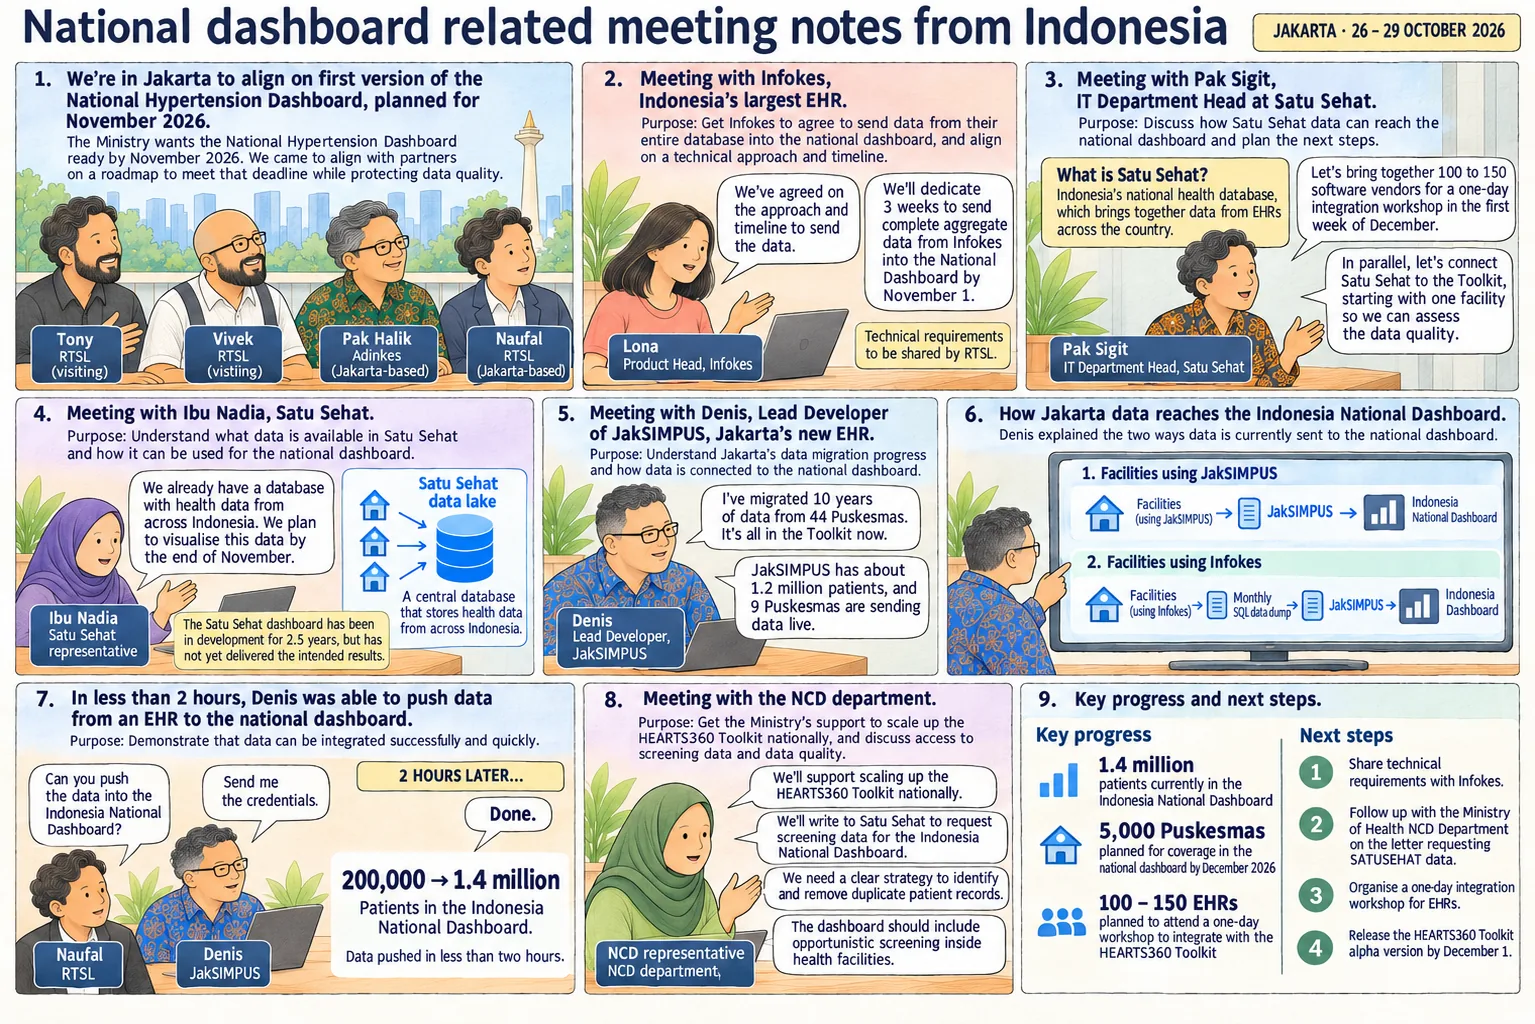 National dashboard related meeting notes from Indonesia
JAKARTA · 26 – 29 OCTOBER 2026
1. We're in Jakarta to align on first version of the
National Hypertension Dashboard, planned for
November 2026.
The Ministry wants the National Hypertension Dashboard
ready by November 2026. We came to align with partners
on a roadmap to meet that deadline while protecting data quality.
Tony
RTSL
(visiting)
Vivek
RTSL
(vistiing)
Pak Halik
Adinkes
(Jakarta-based)
Naufal
RTSL
(Jakarta-based)
2. Meeting with Infokes,
Indonesia's largest EHR.
Purpose: Get Infokes to agree to send data from their
entire database into the national dashboard, and align
on a technical approach and timeline.
We've agreed on
the approach and
timeline to send
the data.
We'll dedicate
3 weeks to send
complete aggregate
data from Infokes
into the National
Dashboard by
November 1.
Lona
Product Head, Infokes
Technical requirements
to be shared by RTSL.
3. Meeting with Pak Sigit,
IT Department Head at Satu Sehat.
Purpose: Discuss how Satu Sehat data can reach the
national dashboard and plan the next steps.
What is Satu Sehat?
Indonesia's national health database,
which brings together data from EHRs
across the country.
Let's bring together 100 to 150
software vendors for a one-day
integration workshop in the first
week of December.
In parallel, let's connect
Satu Sehat to the Toolkit,
starting with one facility
so we can assess
the data quality.
Pak Sigit
IT Department Head, Satu Sehat
4. Meeting with Ibu Nadia, Satu Sehat.
Purpose: Understand what data is available in Satu Sehat
and how it can be used for the national dashboard.
We already have a database
with health data from
across Indonesia. We plan
to visualise this data by
the end of November.
Satu Sehat
data lake
A central database
that stores health data
from across Indonesia.
Ibu Nadia
Satu Sehat
representative
The Satu Sehat dashboard has been
in development for 2.5 years, but has
not yet delivered the intended results.
5. Meeting with Denis, Lead Developer
of JakSIMPUS, Jakarta's new EHR.
Purpose: Understand Jakarta's data migration progress
and how data is connected to the national dashboard.
I've migrated 10 years
of data from 44 Puskesmas.
It's all in the Toolkit now.
JakSIMPUS has about
1.2 million patients, and
9 Puskesmas are sending
data live.
Denis
Lead Developer,
JakSIMPUS
6. How Jakarta data reaches the Indonesia National Dashboard.
Denis explained the two ways data is currently sent to the national dashboard.
1. Facilities using JakSIMPUS
Facilities
(using JakSIMPUS)
→
JakSIMPUS
→
Indonesia
National Dashboard
2. Facilities using Infokes
Facilities
(using Infokes)
→
Monthly
SQL data dump
→
JakSIMPUS
→
Indonesia
Dashboard
7. In less than 2 hours, Denis was able to push data
from an EHR to the national dashboard.
Purpose: Demonstrate that data can be integrated successfully and quickly.
Can you push
the data into the
Indonesia National
Dashboard?
Send me
the credentials.
2 HOURS LATER...
Done.
200,000 → 1.4 million
Patients in the Indonesia
National Dashboard.
Data pushed in less than two hours.
Naufal
RTSL
Denis
JakSIMPUS
8. Meeting with the NCD department.
Purpose: Get the Ministry's support to scale up the
HEARTS360 Toolkit nationally, and discuss access to
screening data and data quality.
We'll support scaling up the
HEARTS360 Toolkit nationally.
We'll write to Satu Sehat to request
screening data for the Indonesia
National Dashboard.
We need a clear strategy to identify
and remove duplicate patient records.
The dashboard should include
opportunistic screening inside
health facilities.
NCD representative
NCD department,
9. Key progress and next steps.
Key progress
1.4 million
patients currently in the
Indonesia National Dashboard
5,000 Puskesmas
planned for coverage in the
national dashboard by December 2026
100 – 150 EHRs
planned to attend a one-day
workshop to integrate with the
HEARTS360 Toolkit
Next steps
1 Share technical
requirements with Infokes.
2 Follow up with the Ministry
of Health NCD Department
on the letter requesting
SATUSEHAT data.
3 Organise a one-day integration
workshop for EHRs.
4 Release the HEARTS360 Toolkit
alpha version by December 1.